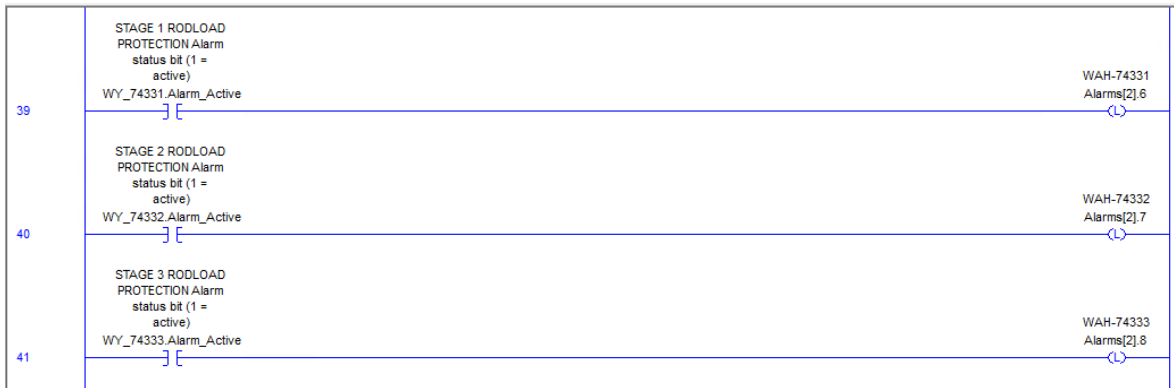 STAGE 1 RODLOAD
PROTECTION Alarm
status bit (1 =
active)
WY_74331.Alarm_Active
WAH-74331
Alarms[2].6
39
L
STAGE 2 RODLOAD
PROTECTION Alarm
status bit (1 =
active)
WY_74332.Alarm_Active
WAH-74332
Alarms[2].7
40
L
STAGE 3 RODLOAD
PROTECTION Alarm
status bit (1 =
active)
WY_74333.Alarm_Active
WAH-74333
Alarms[2].8
41
L